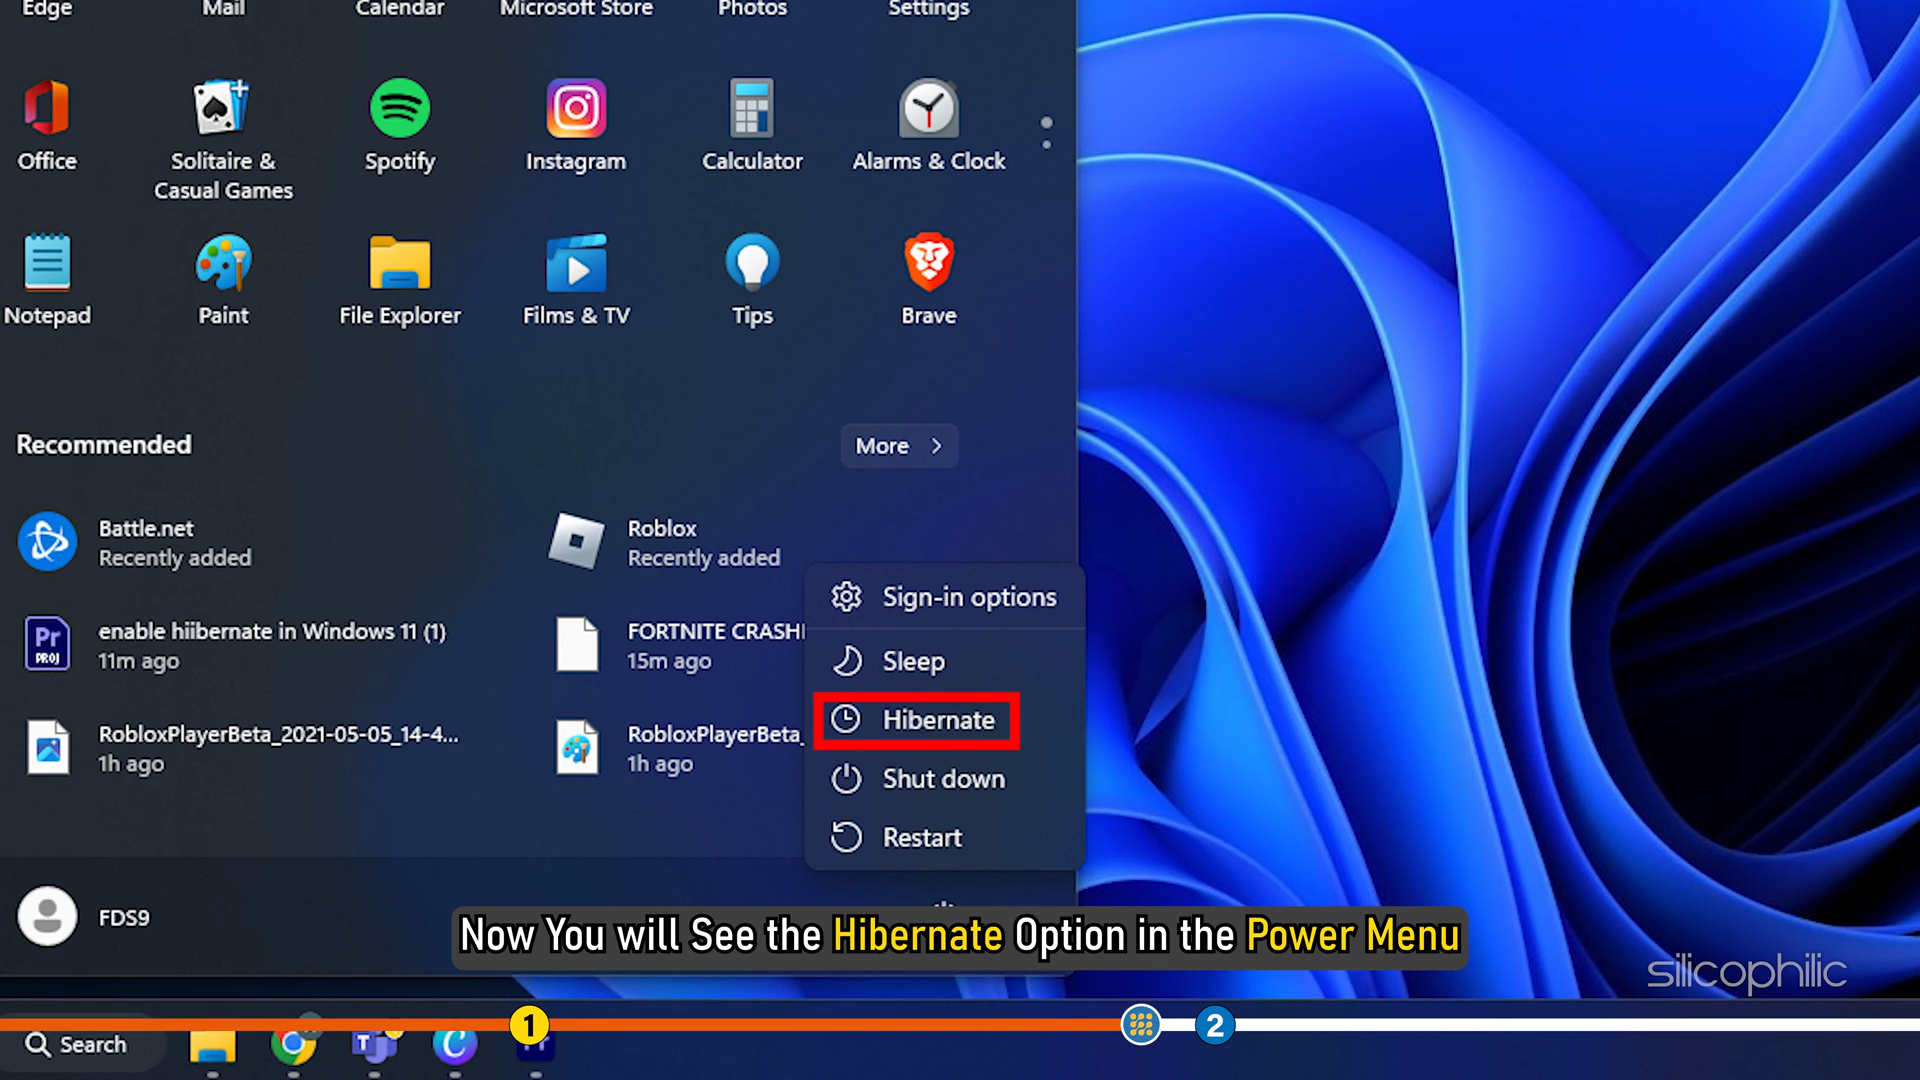 Edge Mail Calendar Microsoft Store Photos Settings
Office Solitaire & Spotify Instagram Calculator Alarms & Clock
Casual Games
Notepad Paint File Explorer Films & TV Tips Brave
Recommended More
Battle.net Roblox
Recently added Recently added
Sign-in options
Pr enable hiibernate in Windows 11 (1) FORTNITE CRASHI
PROJ 11m ago 15m ago
Sleep
Hibernate
RobloxPlayerBeta_2021-05-05_14-4... RobloxPlayerBeta_
1h ago 1h ago
Shut down
Restart
FDS9
Now You will See the Hibernate Option in the Power Menu
silicophilic
1 2
Search